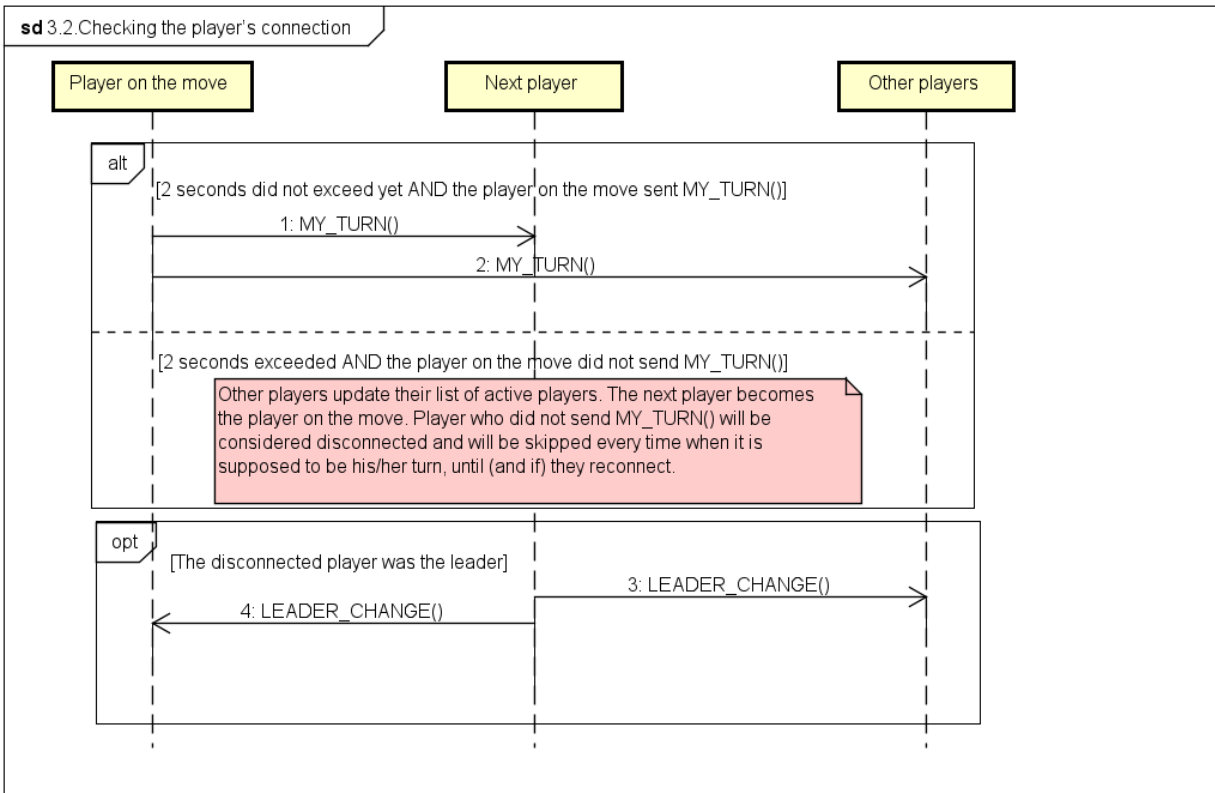 sd 3.2.Checking the player's connection
Player on the move
Next player
Other players
alt
[2 seconds did not exceed yet AND the player on the move sent MY_TURN()]
1: MY_TURN()
2: MY_TURN()
[2 seconds exceeded AND the player on the move did not send MY_TURN()]
Other players update their list of active players. The next player becomes
the player on the move. Player who did not send MY_TURN() will be
considered disconnected and will be skipped every time when it is
supposed to be his/her turn, until (and if) they reconnect.
opt
[The disconnected player was the leader]
3: LEADER_CHANGE()
4: LEADER_CHANGE()